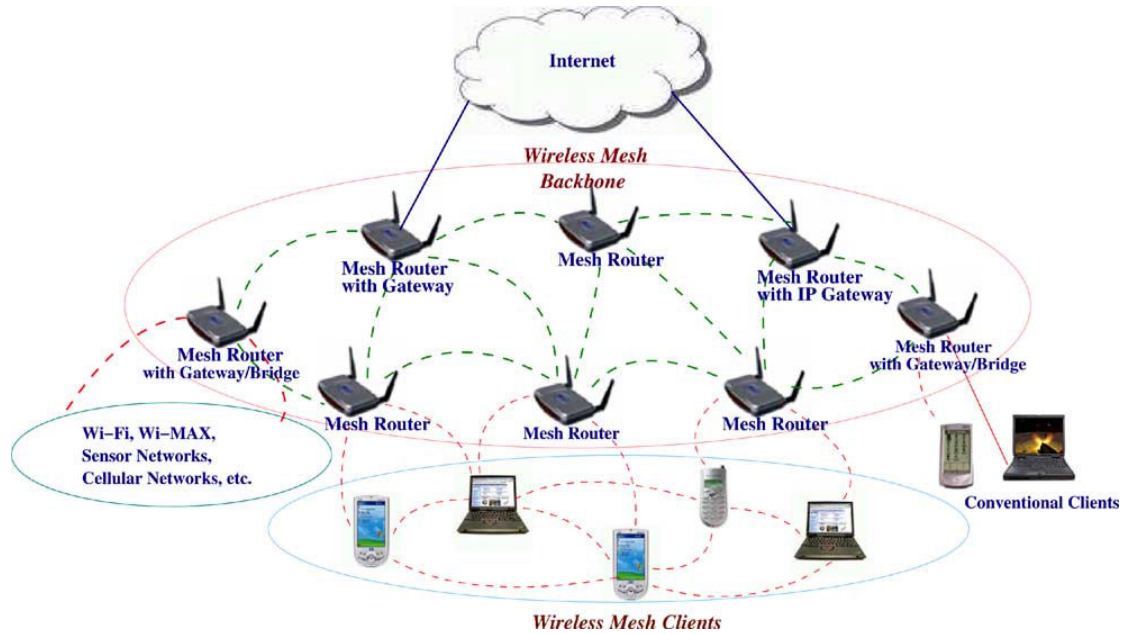 Internet
Wireless Mesh
Backbone
Mesh Router
with Gateway
Mesh Router
Mesh Router
with IP Gateway
Mesh Router
with Gateway/Bridge
Mesh Router
with Gateway/Bridge
Mesh Router
Mesh Router
Mesh Router
Wi–Fi, Wi–MAX,
Sensor Networks,
Cellular Networks, etc.
Conventional Clients
Wireless Mesh Clients